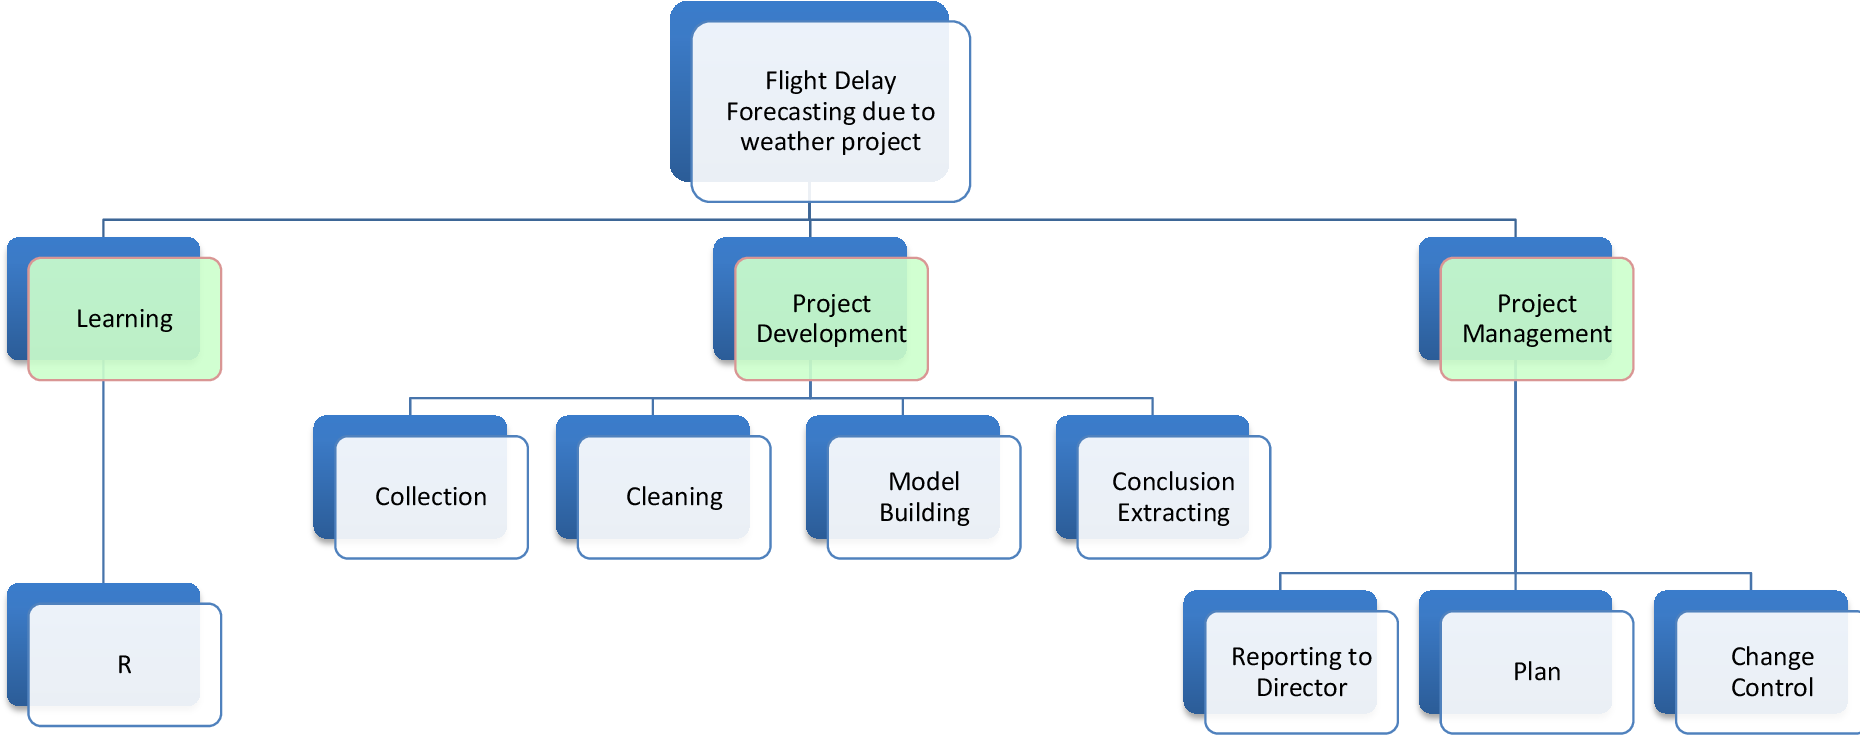 Flight Delay
Forecasting due to
weather project
Learning
Project
Development
Project
Management
Collection
Cleaning
Model
Building
Conclusion
Extracting
R
Reporting to
Director
Plan
Change
Control